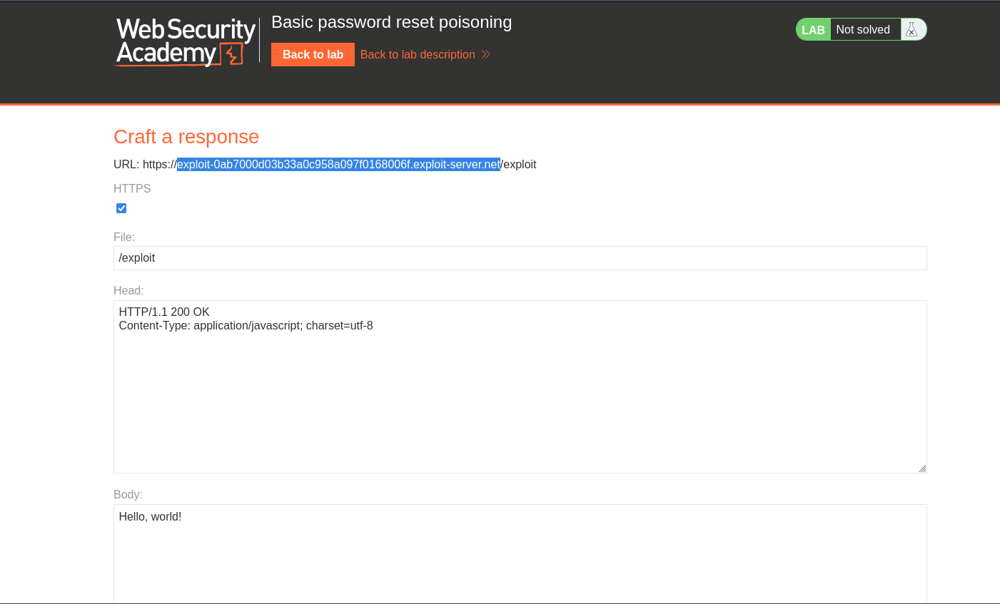 Web Security
Academy
Basic password reset poisoning
Back to lab
Back to lab description
LAB
Not solved
Craft a response
URL: https://exploit-0ab7000d03b33a0c958a097f0168006f.exploit-server.net/exploit
HTTPS
File:
/exploit
Head:
HTTP/1.1 200 OK
Content-Type: application/javascript; charset=utf-8
Body:
Hello, world!